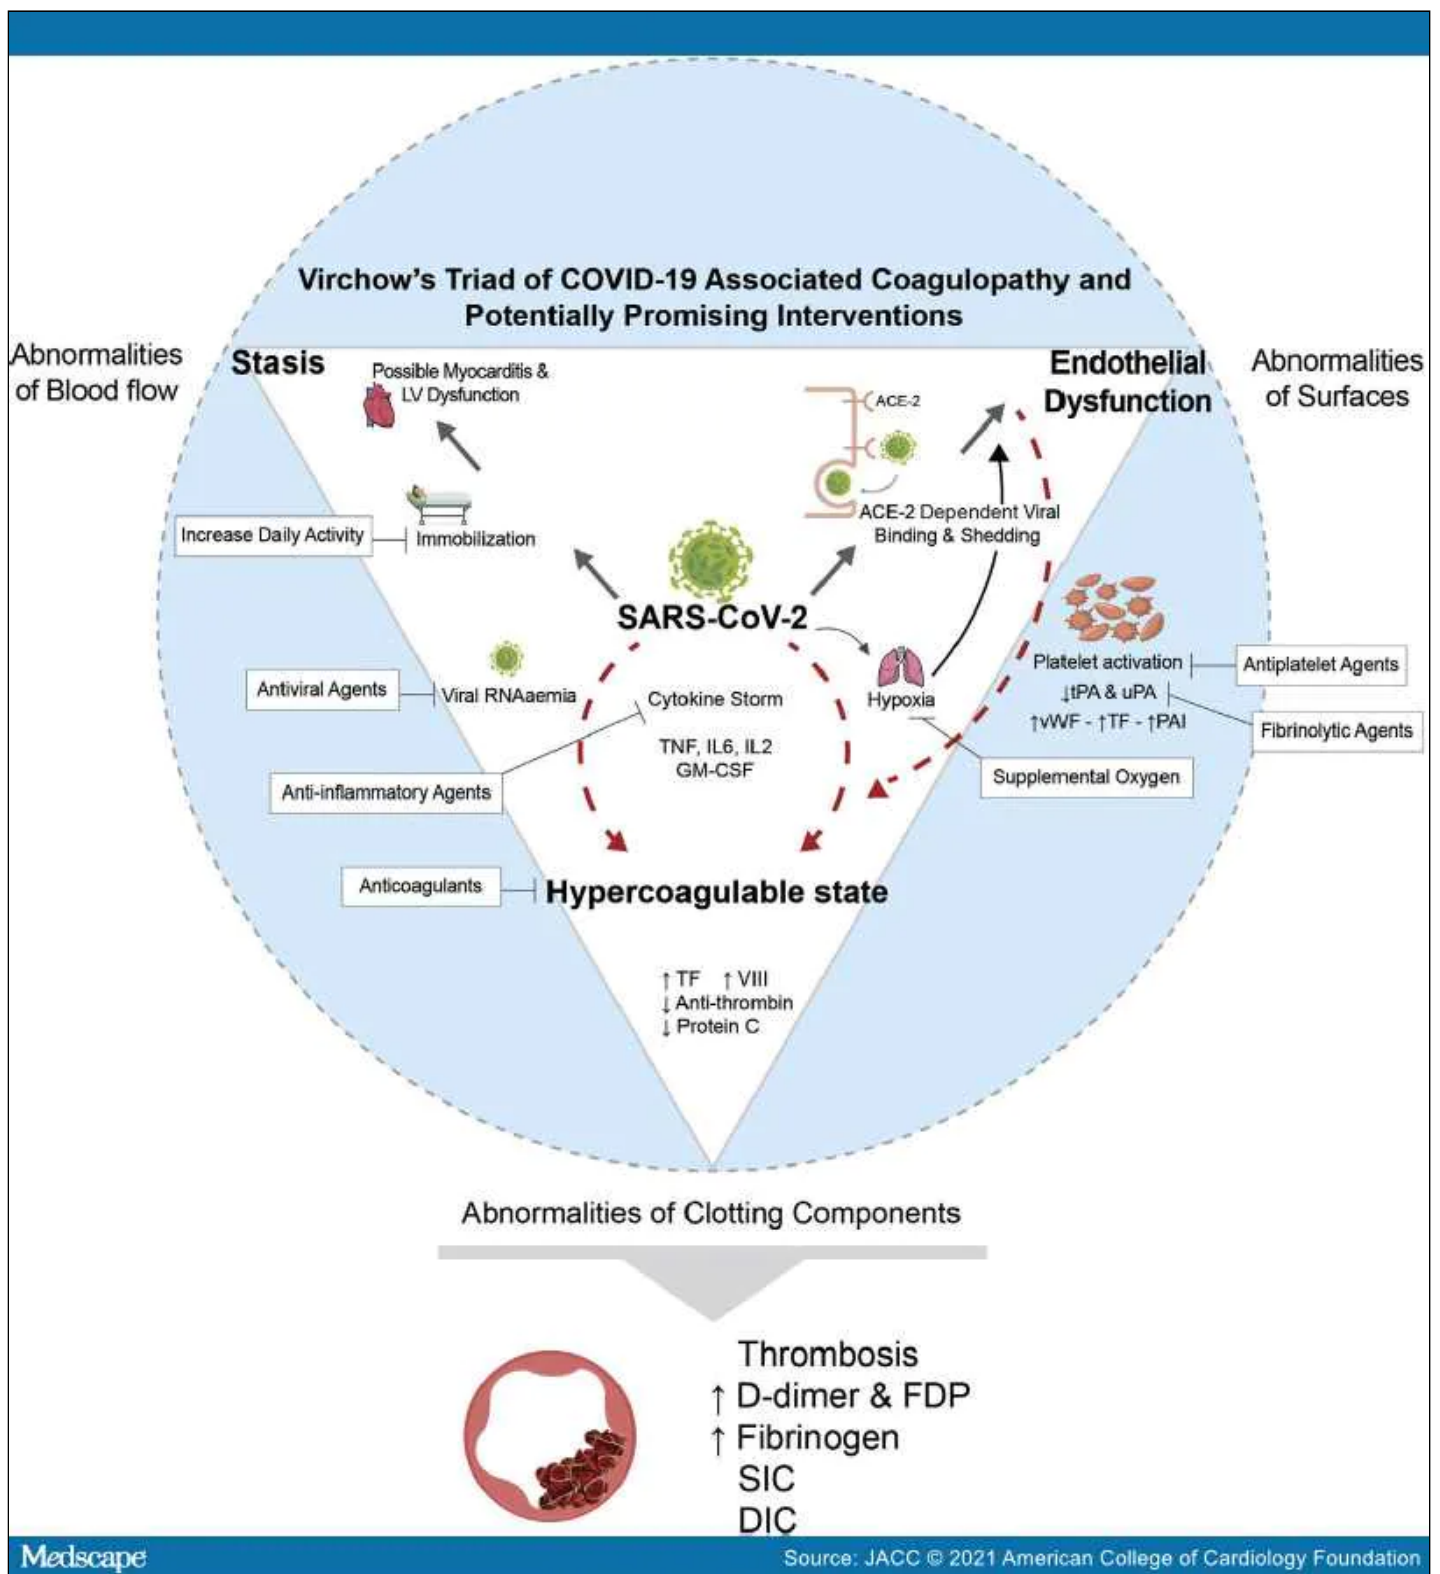 Virchow's Triad of COVID-19 Associated Coagulopathy and
Potentially Promising Interventions
Abnormalities
of Blood flow
Stasis
Possible Myocarditis &
LV Dysfunction
ACE-2
Endothelial
Dysfunction
Abnormalities
of Surfaces
Increase Daily Activity
Immobilization
ACE-2 Dependent Viral
Binding & Shedding
SARS-CoV-2
Antiviral Agents
Viral RNAaemia
Cytokine Storm
TNF, IL6, IL2
GM-CSF
Hypoxia
Platelet activation
↓tPA & uPA
↑vWF - ↑TF - ↑PAI
Antiplatelet Agents
Fibrinolytic Agents
Supplemental Oxygen
Anti-inflammatory Agents
Anticoagulants
Hypercoagulable state
↑ TF ↑ VIII
↓ Anti-thrombin
↓ Protein C
Abnormalities of Clotting Components
Thrombosis
↑ D-dimer & FDP
↑ Fibrinogen
SIC
DIC
Medscape
Source: JACC © 2021 American College of Cardiology Foundation